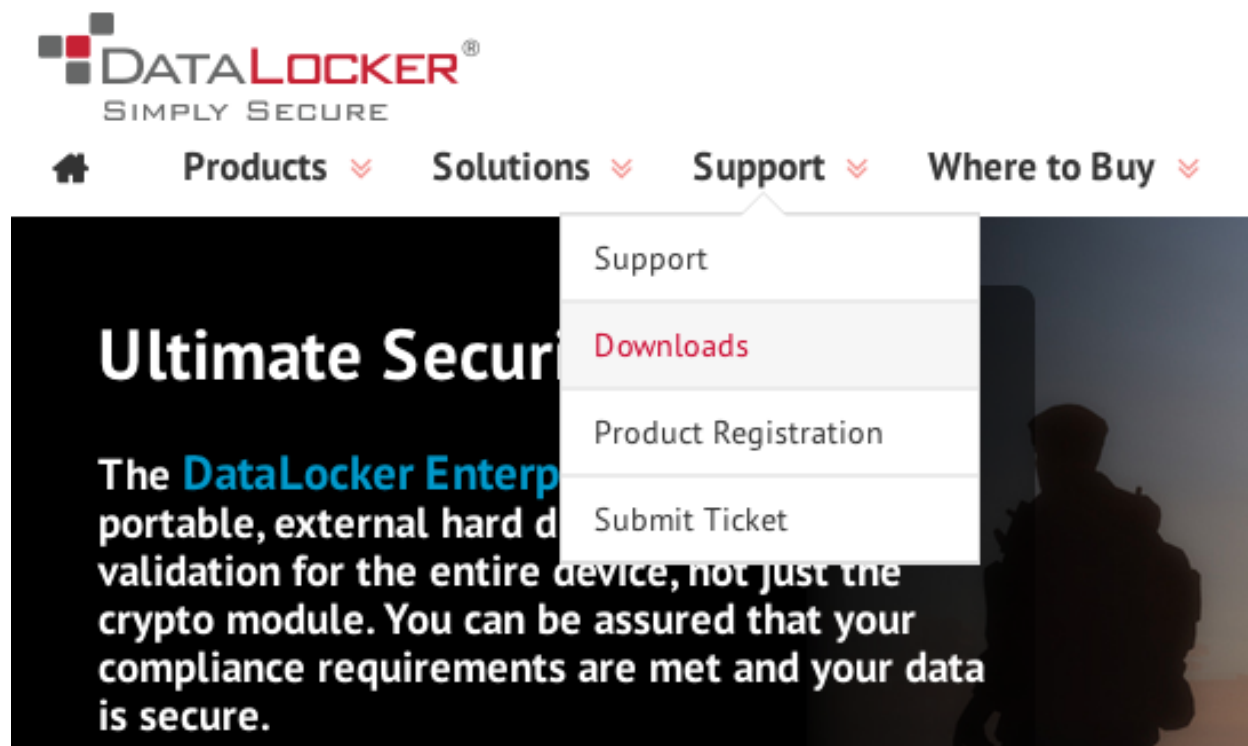 DATALOCKER®
SIMPLY SECURE
Products Solutions Support Where to Buy
Support
Downloads
Product Registration
Submit Ticket
Ultimate
The DataLocker
portable, external hard
validation for the entire device, not just the
crypto module. You can be assured that your
compliance requirements are met and your data
is secure.